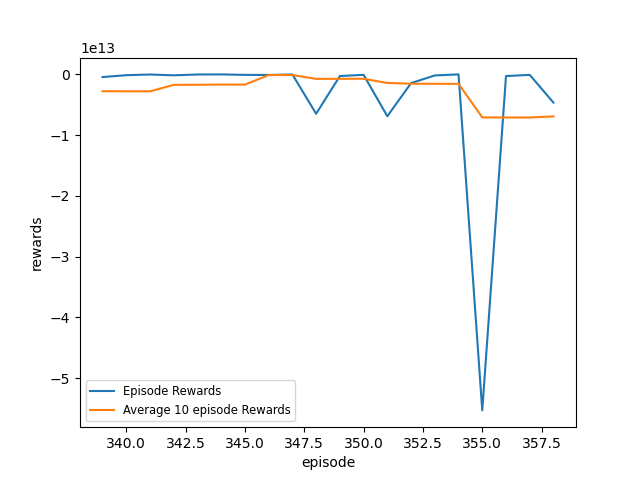 1e13
0
−1
−2
−3
−4
−5
rewards
Episode Rewards
Average 10 episode Rewards
340.0 342.5 345.0 347.5 350.0 352.5 355.0 357.5
episode